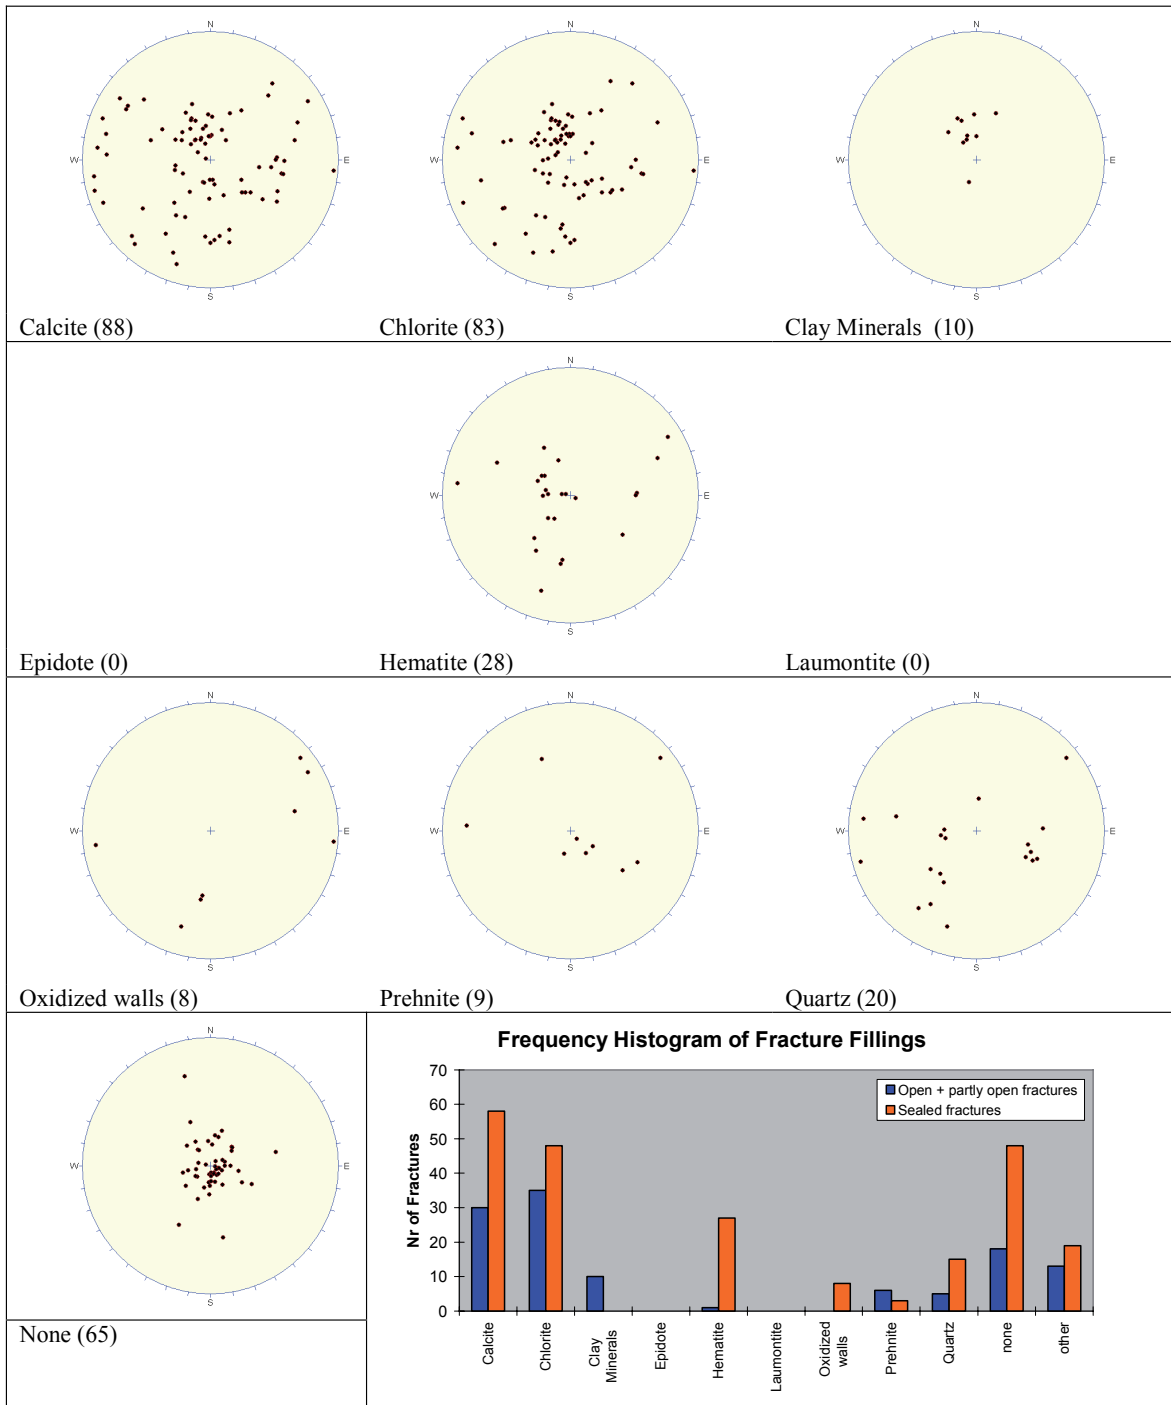 N
N
N
W
E
W
E
W
E
S
S
S
Calcite (88)
Chlorite (83)
Clay Minerals (10)
N
W
E
S
Epidote (0)
Hematite (28)
Laumontite (0)
N
N
N
W
E
W
E
W
E
S
S
S
Oxidized walls (8)
Prehnite (9)
Quartz (20)
N
W
E
S
None (65)
Frequency Histogram of Fracture Fillings
Nr of Fractures
70
60
50
40
30
20
10
0
Open + partly open fractures
Sealed fractures
Calcite
Chlorite
Clay
Minerals
Epidote
Hematite
Laumontite
Oxidized
walls
Prehnite
Quartz
none
other